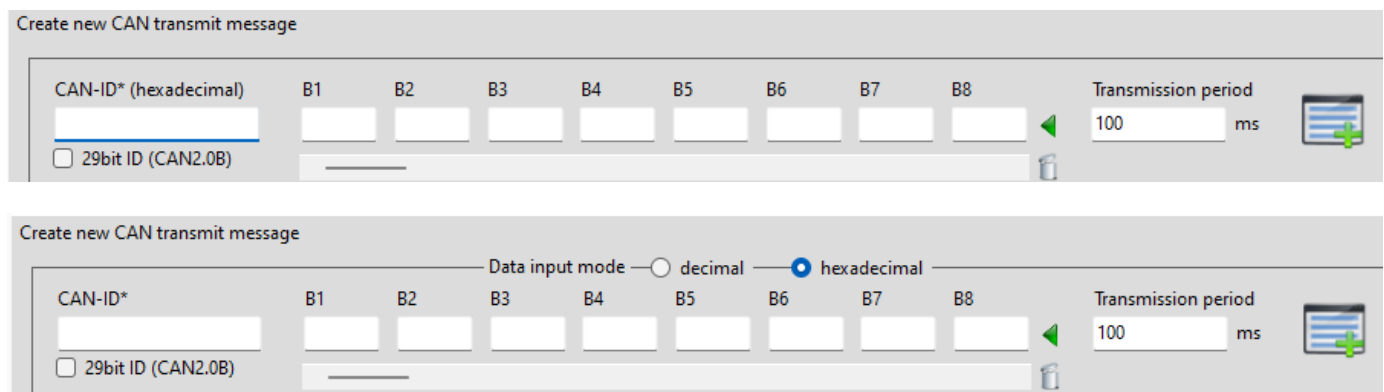 Create new CAN transmit message
CAN-ID* (hexadecimal) B1 B2 B3 B4 B5 B6 B7 B8 Transmission period
100 ms
29bit ID (CAN2.0B)
Create new CAN transmit message
Data input mode decimal hexadecimal
CAN-ID* B1 B2 B3 B4 B5 B6 B7 B8 Transmission period
100 ms
29bit ID (CAN2.0B)